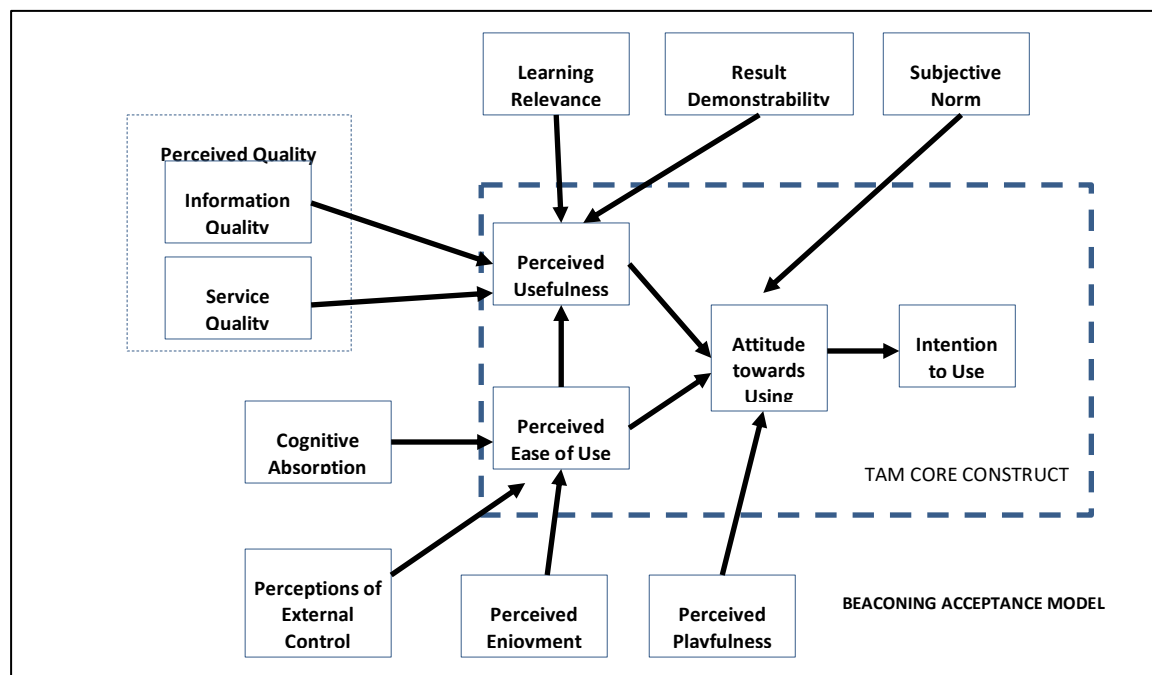 Learning
Relevance
Result
Demonstrability
Subjective
Norm
Perceived Quality
Information
Quality
Service
Quality
Perceived
Usefulness
Attitude
towards
Using
Intention
to Use
Cognitive
Absorption
Perceived
Ease of Use
TAM CORE CONSTRUCT
Perceptions of
External
Control
Perceived
Enjoyment
Perceived
Playfulness
BEACONING ACCEPTANCE MODEL